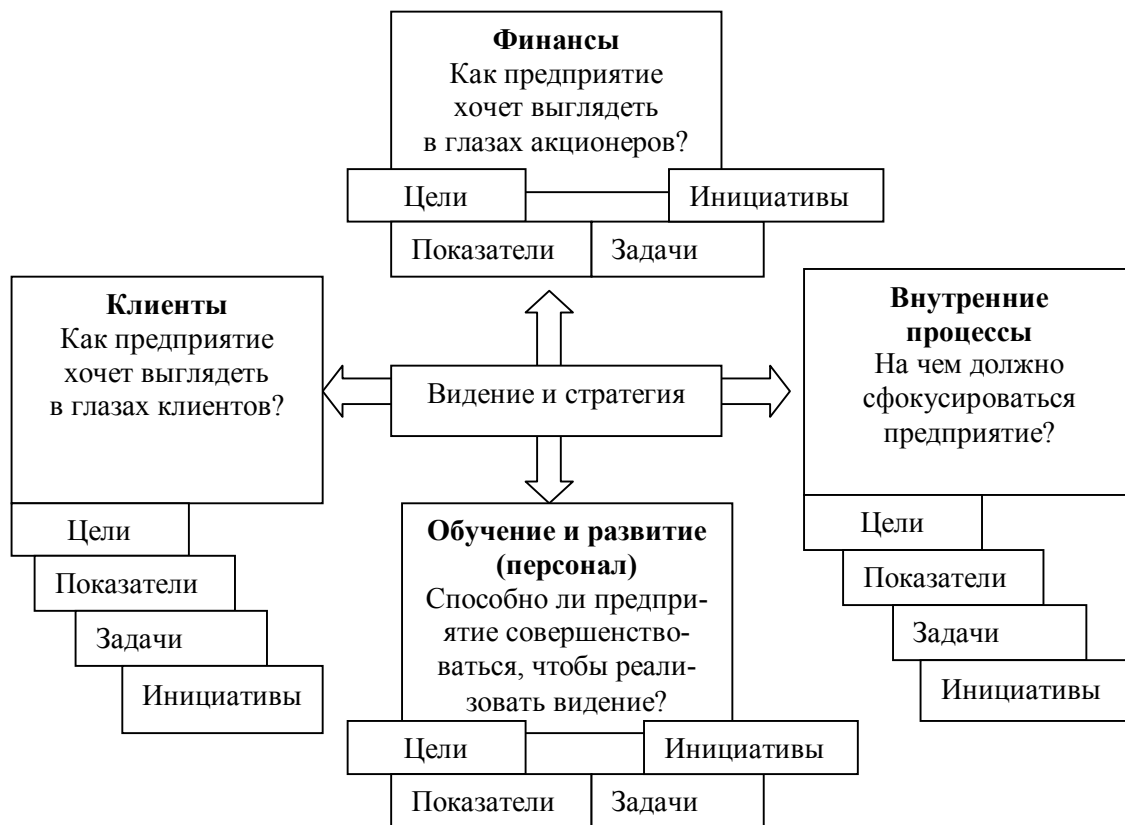 Финансы
Как предприятие
хочет выглядеть
в глазах акционеров?
Цели
Инициативы
Показатели
Задачи
Клиенты
Как предприятие
хочет выглядеть
в глазах клиентов?
Цели
Показатели
Задачи
Инициативы
Видение и стратегия
Внутренние
процессы
На чем должно
сфокусироваться
предприятие?
Цели
Показатели
Задачи
Инициативы
Обучение и развитие
(персонал)
Способно ли предпри-
ятие совершенство-
ваться, чтобы реали-
зовать видение?
Цели
Инициативы
Показатели
Задачи